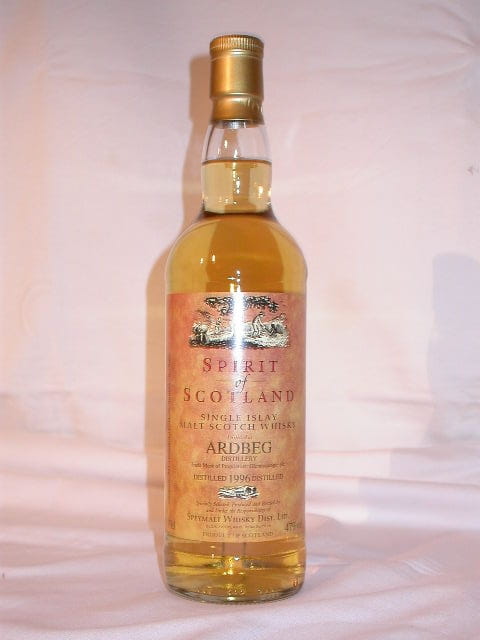 SPIRIT
of
SCOTLAND
SINGLE ISLAY
MALT SCOTCH WHISKY
ARDBEG
DISTILLERY
DISTILLED 1996 DISTILLED
SPEYMALT WHISKY DIST. LTD
PRODUCT OF SCOTLAND